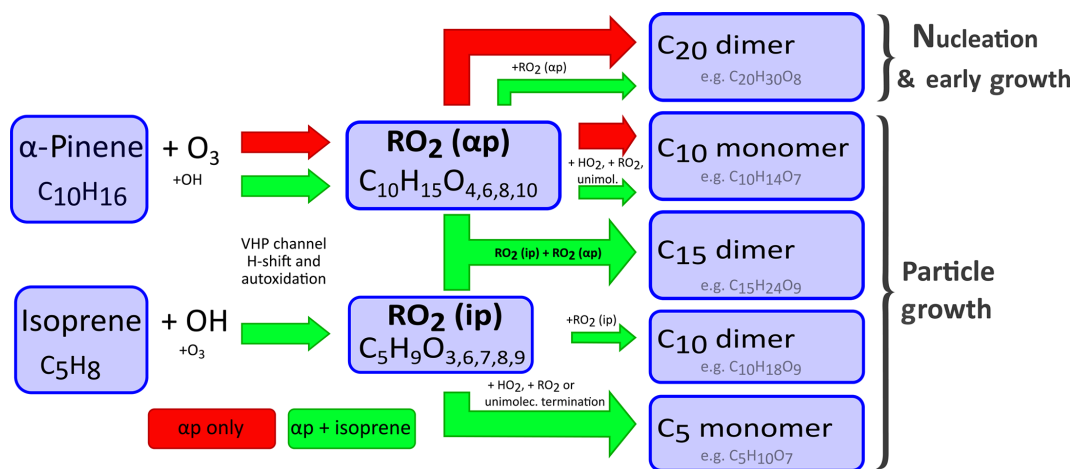 C₂₀ dimer
e.g. C₂₀H₃₀O₈
Nucleation
& early growth
+RO₂ (αp)
α-Pinene
C₁₀H₁₆
+ O₃
+OH
RO₂ (αp)
C₁₀H₁₅O₄,₆,₈,₁₀
+ HO₂, + RO₂,
unimol.
C₁₀ monomer
e.g. C₁₀H₁₄O₇
VHP channel
H-shift and
autoxidation
RO₂ (ip) + RO₂ (αp)
C₁₅ dimer
e.g. C₁₅H₂₄O₉
Particle
growth
Isoprene
C₅H₈
+ OH
+O₃
RO₂ (ip)
C₅H₉O₃,₆,₇,₈,₉
+RO₂ (ip)
C₁₀ dimer
e.g. C₁₀H₁₈O₉
+ HO₂, + RO₂ or
unimolec. termination
C₅ monomer
e.g. C₅H₁₀O₇
αp only
αp + isoprene